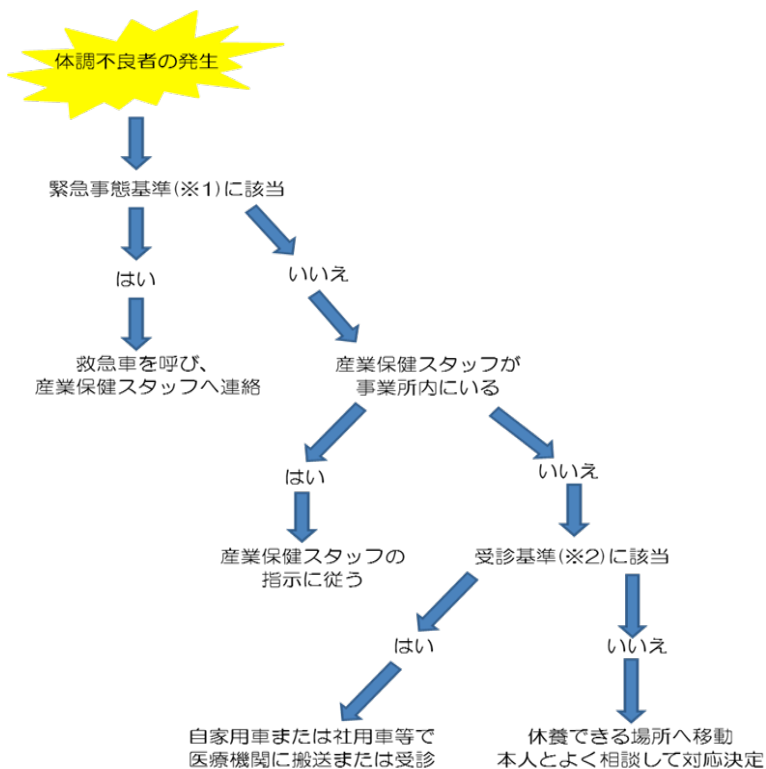 体調不良者の発生
緊急事態基準(※1)に該当
はい
いいえ
救急車を呼び、
産業保健スタッフへ連絡
産業保健スタッフが
事業所内にいる
はい
いいえ
産業保健スタッフの
指示に従う
受診基準(※2)に該当
はい
いいえ
自家用車または社用車等で
医療機関に搬送または受診
休養できる場所へ移動
本人とよく相談して対応決定